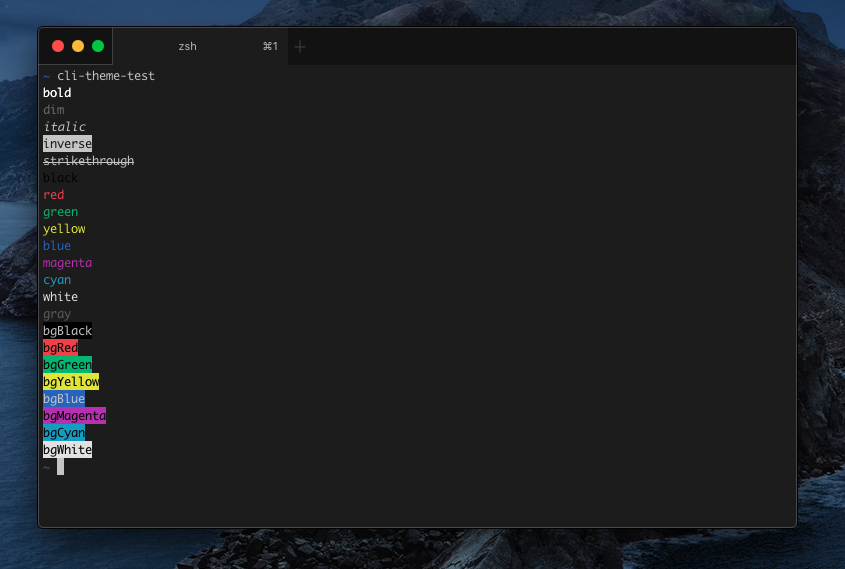 zsh ⌘1 +
~ cli-theme-test
bold
dim
italic
inverse
strikethrough
black
red
green
yellow
blue
magenta
cyan
white
gray
bgBlack
bgRed
bgGreen
bgYellow
bgBlue
bgMagenta
bgCyan
bgWhite
~